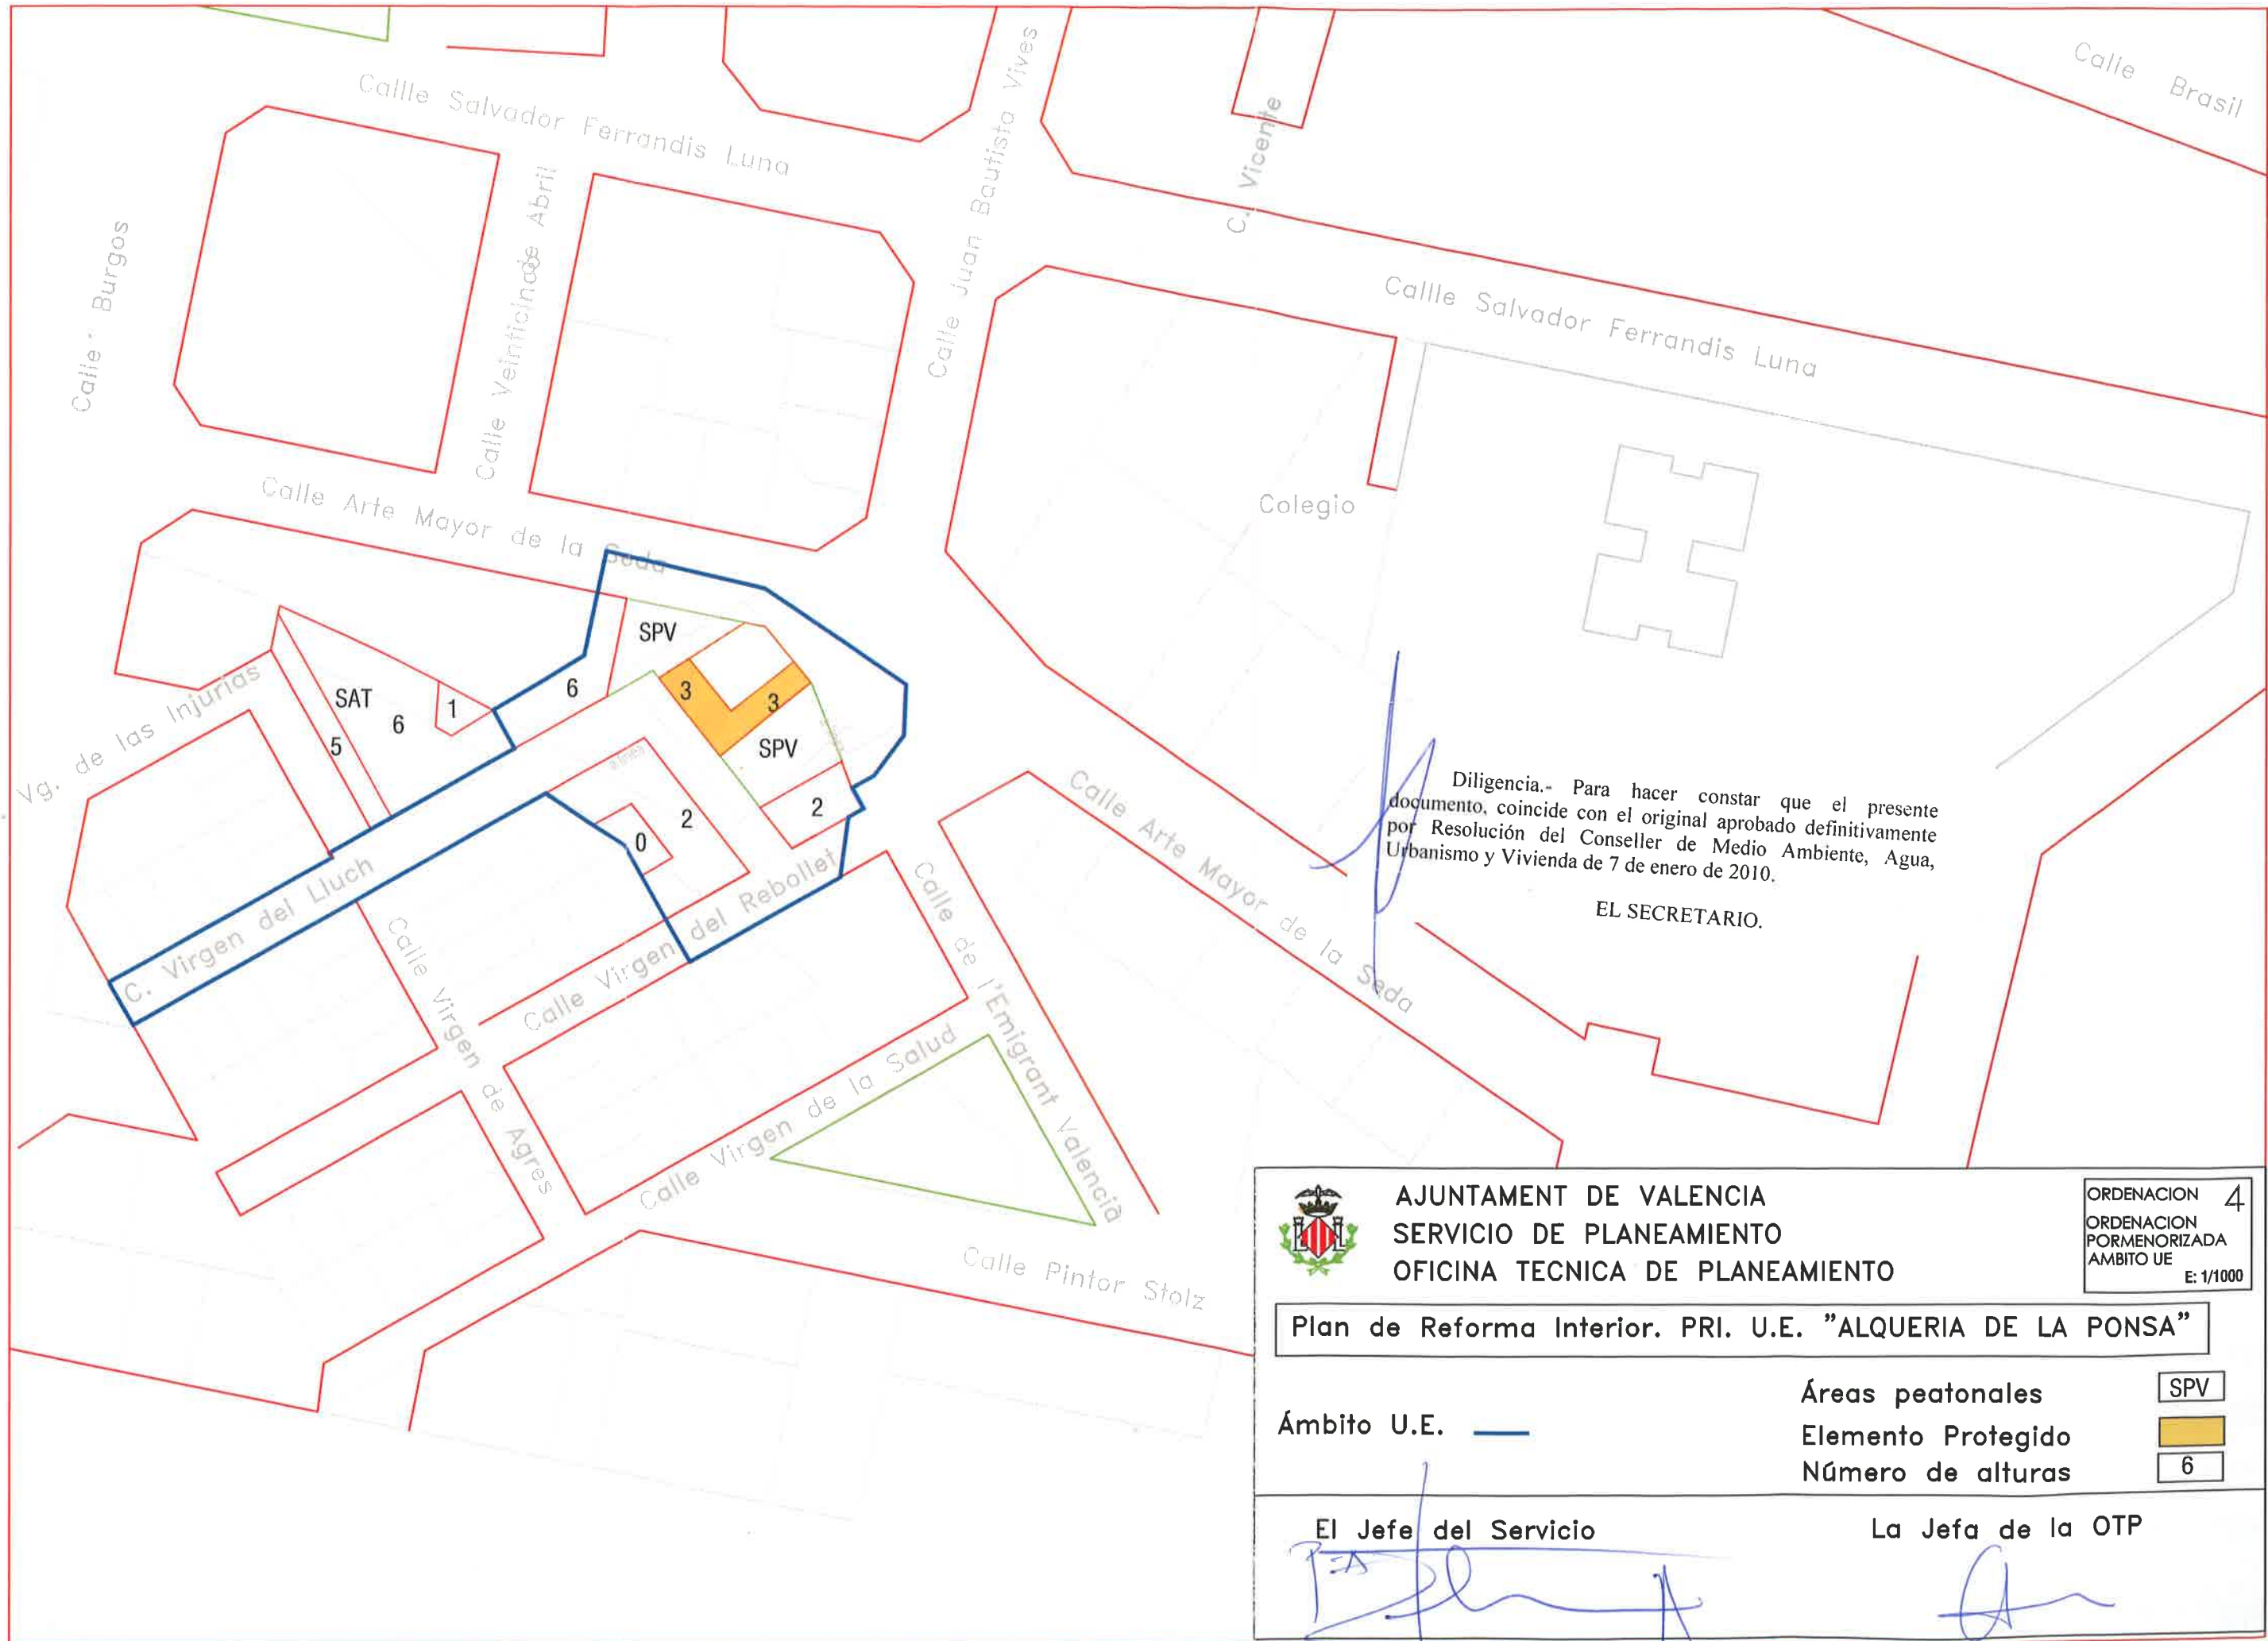 Calle Brasil
Callle Salvador Ferrandis Luna
Calle Juan Bautista Vives
C. Vicente
Calle Burgos
Calle Veinticinco de Abril
Callle Salvador Ferrandis Luna
Calle Arte Mayor de la Seda
Colegio
SPV
6
3
3
SPV
2
SAT
6
1
5
2
0
Vg. de las Injurias
C. Virgen del Lluch
Calle Virgen de Agres
Calle Virgen del Rebollet
Calle de l'Emigrant Valencià
Calle Virgen de la Salud
Calle Arte Mayor de la Seda
Calle Pintor Stolz
Diligencia.- Para hacer constar que el presente
documento, coincide con el original aprobado definitivamente
por Resolución del Conseller de Medio Ambiente, Agua,
Urbanismo y Vivienda de 7 de enero de 2010.
EL SECRETARIO.
AJUNTAMENT DE VALENCIA
SERVICIO DE PLANEAMIENTO
OFICINA TECNICA DE PLANEAMIENTO
ORDENACION 4
ORDENACION
PORMENORIZADA
AMBITO UE
E: 1/1000
Plan de Reforma Interior. PRI. U.E. "ALQUERIA DE LA PONSA"
Ámbito U.E.
Áreas peatonales SPV
Elemento Protegido
Número de alturas 6
El Jefe del Servicio
La Jefa de la OTP